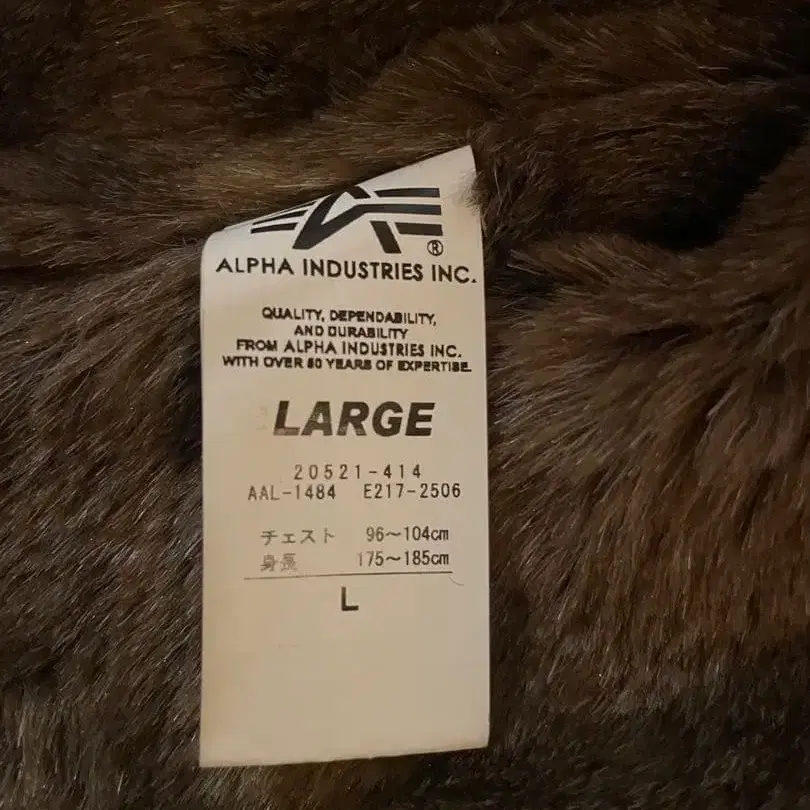 ®
ALPHA INDUSTRIES INC.
QUALITY, DEPENDABILITY,
AND DURABILITY
FROM ALPHA INDUSTRIES INC.
WITH OVER 50 YEARS OF EXPERTISE.
LARGE
20521-414
AAL-1484 E217-2506
チェスト 96～104cm
身長 175～185cm
L